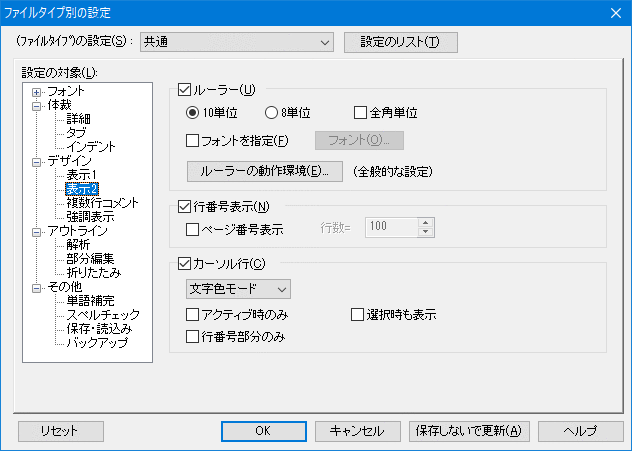 ファイルタイプ別の設定
(ﾌｧｲﾙﾀｲﾌﾟ)の設定(S):
共通
設定のリスト(T)
設定の対象(L):
フォント
体裁
詳細
タブ
インデント
デザイン
表示1
表示2
複数行コメント
強調表示
アウトライン
解析
部分編集
折りたたみ
その他
単語補完
スペルチェック
保存・読込み
バックアップ
ルーラー(U)
10単位
8単位
全角単位
フォントを指定(F)
フォント(O)...
ルーラーの動作環境(E)...
(全般的な設定)
行番号表示(N)
ページ番号表示
行数=
100
カーソル行(C)
文字色モード
アクティブ時のみ
選択時も表示
行番号部分のみ
リセット
OK
キャンセル
保存しないで更新(A)
ヘルプ